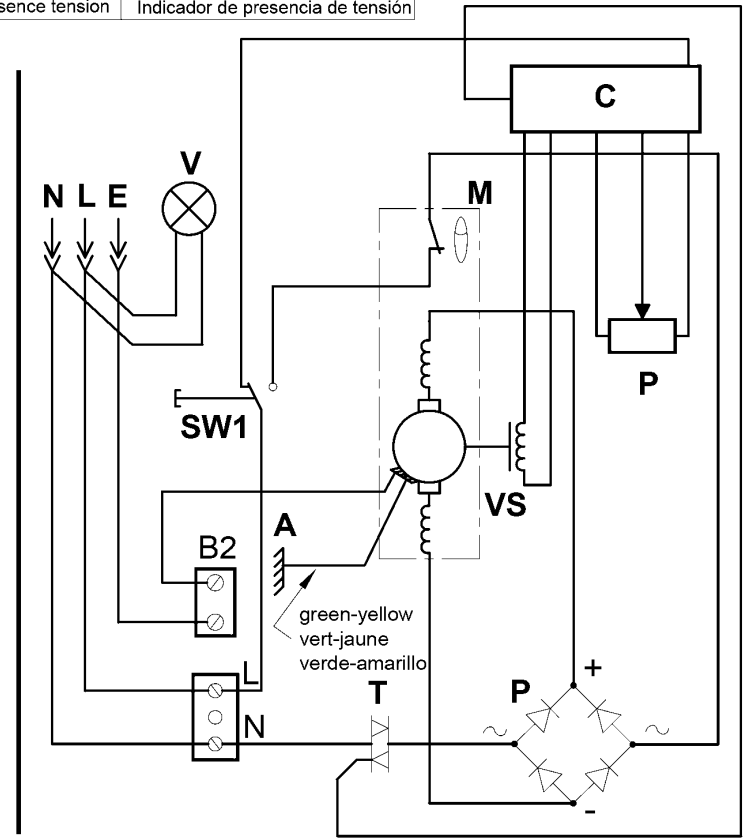 sence tension Indicador de presencia de tensión
C
V
N L E
M
P
SW1
VS
A
B2
green-yellow
vert-jaune
verde-amarillo
L
T
P
+
N
~ ~
-